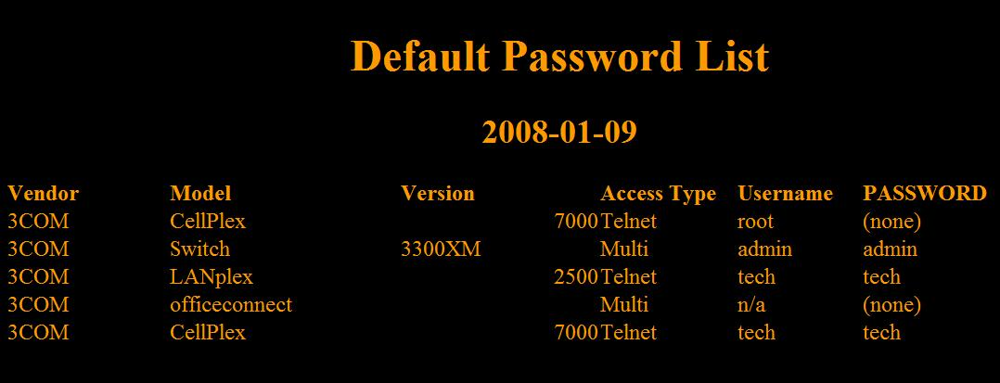 Default Password List
2008-01-09
Vendor Model Version Access Type Username PASSWORD
3COM CellPlex 7000 Telnet root (none)
3COM Switch 3300XM Multi admin admin
3COM LANplex 2500 Telnet tech tech
3COM officeconnect Multi n/a (none)
3COM CellPlex 7000 Telnet tech tech